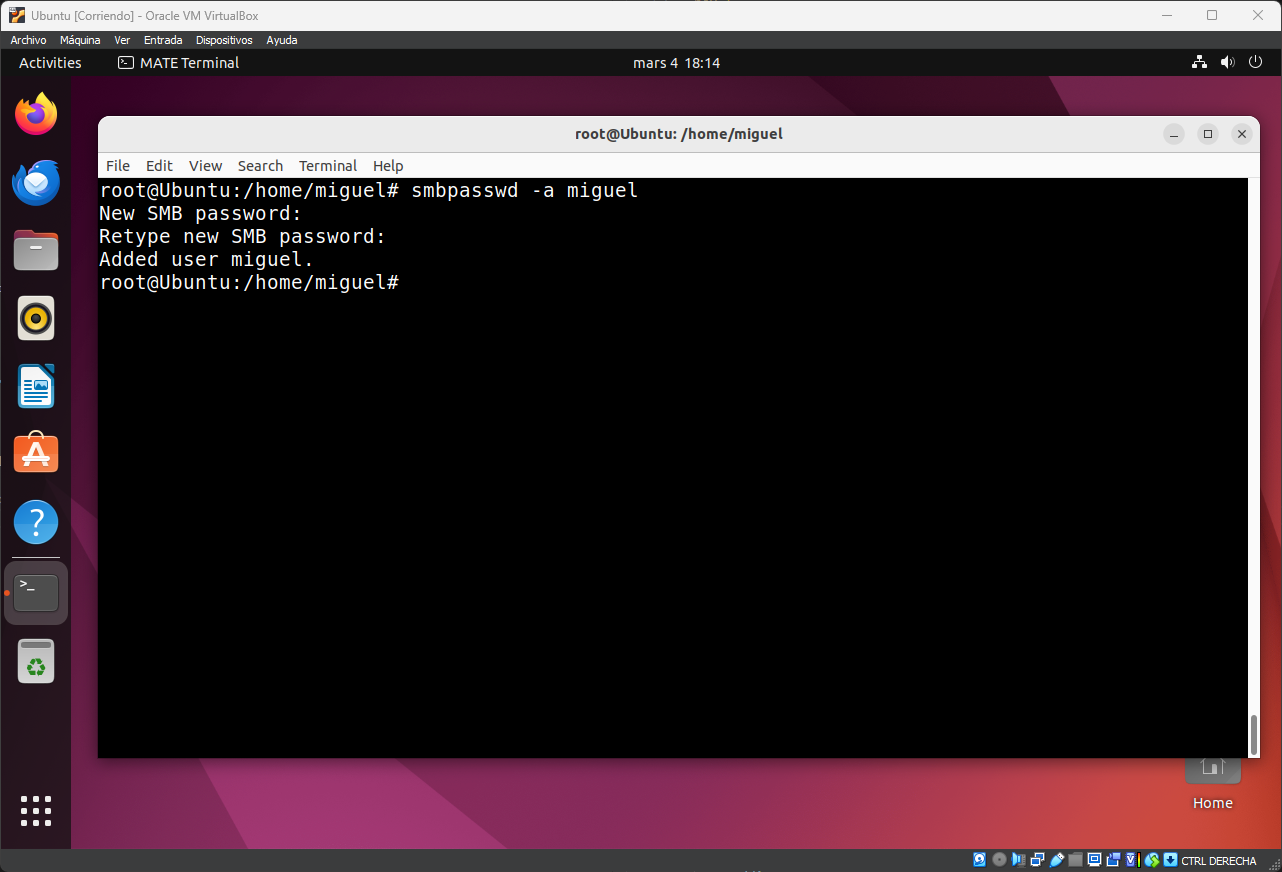 Ubuntu [Corriendo] - Oracle VM VirtualBox
Archivo Máquina Ver Entrada Dispositivos Ayuda
Activities MATE Terminal mars 4 18:14
root@Ubuntu: /home/miguel
File Edit View Search Terminal Help
root@Ubuntu:/home/miguel# smbpasswd -a miguel
New SMB password:
Retype new SMB password:
Added user miguel.
root@Ubuntu:/home/miguel#
Home
CTRL DERECHA